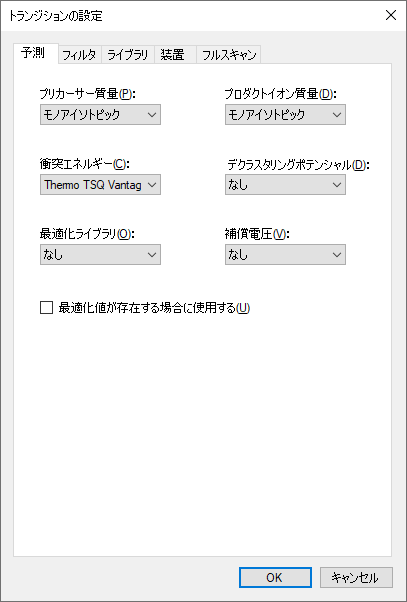 トランジションの設定
予測 フィルタ ライブラリ 装置 フルスキャン
プリカーサー質量(P): プロダクトイオン質量(D):
モノアイソトピック モノアイソトピック
衝突エネルギー(C): デクラスタリングポテンシャル(D):
Thermo TSQ Vantag なし
最適化ライブラリ(O): 補償電圧(V):
なし なし
最適化値が存在する場合に使用する(U)
OK キャンセル